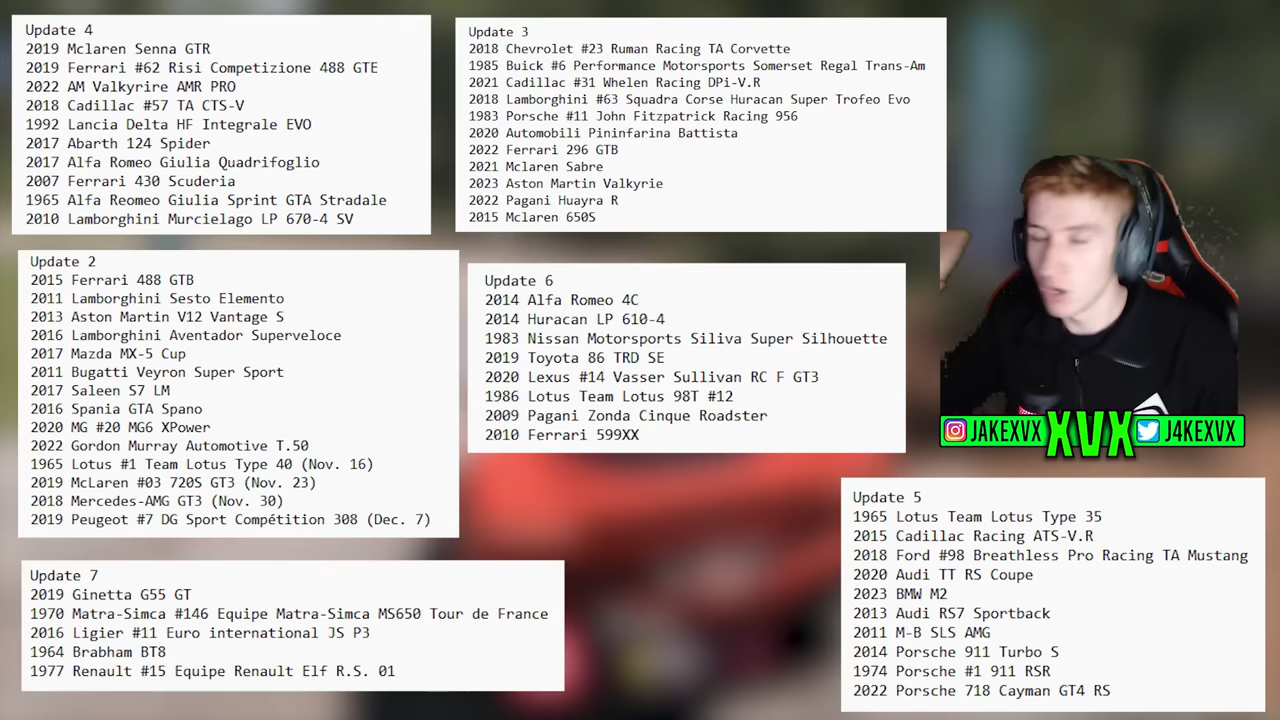 Update 4
2019 Mclaren Senna GTR
2019 Ferrari #62 Risi Competizione 488 GTE
2022 AM Valkyrire AMR PRO
2018 Cadillac #57 TA CTS-V
1992 Lancia Delta HF Integrale EVO
2017 Abarth 124 Spider
2017 Alfa Romeo Giulia Quadrifoglio
2007 Ferrari 430 Scuderia
1965 Alfa Reomeo Giulia Sprint GTA Stradale
2010 Lamborghini Murcielago LP 670-4 SV
Update 3
2018 Chevrolet #23 Ruman Racing TA Corvette
1985 Buick #6 Performance Motorsports Somerset Regal Trans-Am
2021 Cadillac #31 Whelen Racing DPi-V.R
2018 Lamborghini #63 Squadra Corse Huracan Super Trofeo Evo
1983 Porsche #11 John Fitzpatrick Racing 956
2020 Automobili Pininfarina Battista
2022 Ferrari 296 GTB
2021 Mclaren Sabre
2023 Aston Martin Valkyrie
2022 Pagani Huayra R
2015 Mclaren 650S
Update 2
2015 Ferrari 488 GTB
2011 Lamborghini Sesto Elemento
2013 Aston Martin V12 Vantage S
2016 Lamborghini Aventador Superveloce
2017 Mazda MX-5 Cup
2011 Bugatti Veyron Super Sport
2017 Saleen S7 LM
2016 Spania GTA Spano
2020 MG #20 MG6 XPower
2022 Gordon Murray Automotive T.50
1965 Lotus #1 Team Lotus Type 40 (Nov. 16)
2019 McLaren #03 720S GT3 (Nov. 23)
2018 Mercedes-AMG GT3 (Nov. 30)
2019 Peugeot #7 DG Sport Compétition 308 (Dec. 7)
Update 6
2014 Alfa Romeo 4C
2014 Huracan LP 610-4
1983 Nissan Motorsports Siliva Super Silhouette
2019 Toyota 86 TRD SE
2020 Lexus #14 Vasser Sullivan RC F GT3
1986 Lotus Team Lotus 98T #12
2009 Pagani Zonda Cinque Roadster
2010 Ferrari 599XX
JAKEXVX XVX J4KEXVX
Update 7
2019 Ginetta G55 GT
1970 Matra-Simca #146 Equipe Matra-Simca MS650 Tour de France
2016 Ligier #11 Euro international JS P3
1964 Brabham BT8
1977 Renault #15 Equipe Renault Elf R.S. 01
Update 5
1965 Lotus Team Lotus Type 35
2015 Cadillac Racing ATS-V.R
2018 Ford #98 Breathless Pro Racing TA Mustang
2020 Audi TT RS Coupe
2023 BMW M2
2013 Audi RS7 Sportback
2011 M-B SLS AMG
2014 Porsche 911 Turbo S
1974 Porsche #1 911 RSR
2022 Porsche 718 Cayman GT4 RS